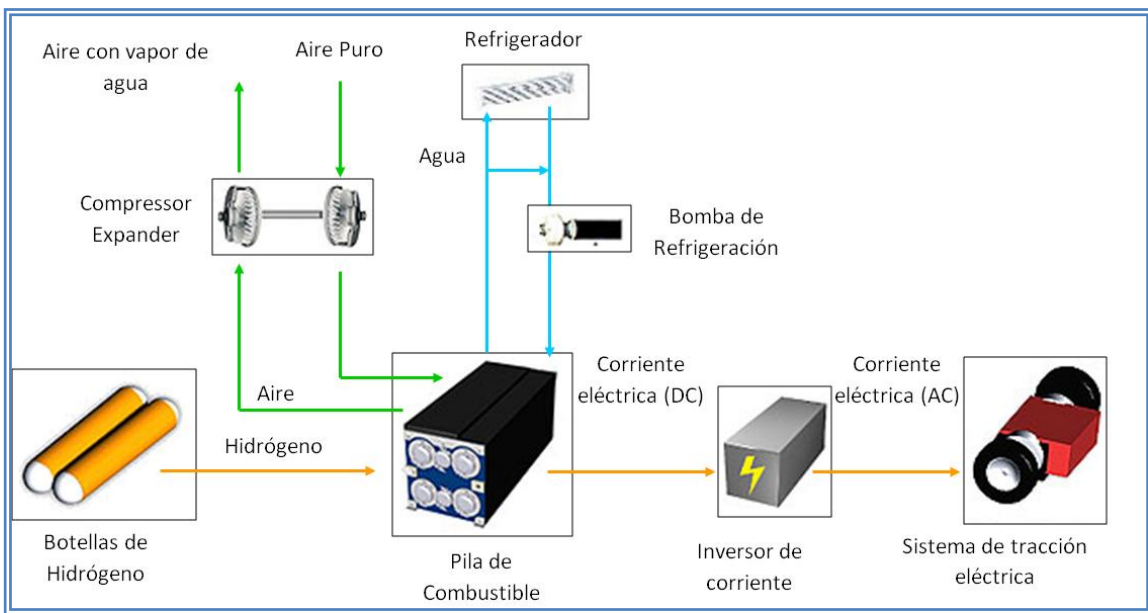 Aire con vapor de
agua
Aire Puro
Refrigerador
Agua
Compressor
Expander
Bomba de
Refrigeración
Aire
Hidrógeno
Corriente
eléctrica (DC)
Corriente
eléctrica (AC)
Botellas de
Hidrógeno
Pila de
Combustible
Inversor de
corriente
Sistema de tracción
eléctrica